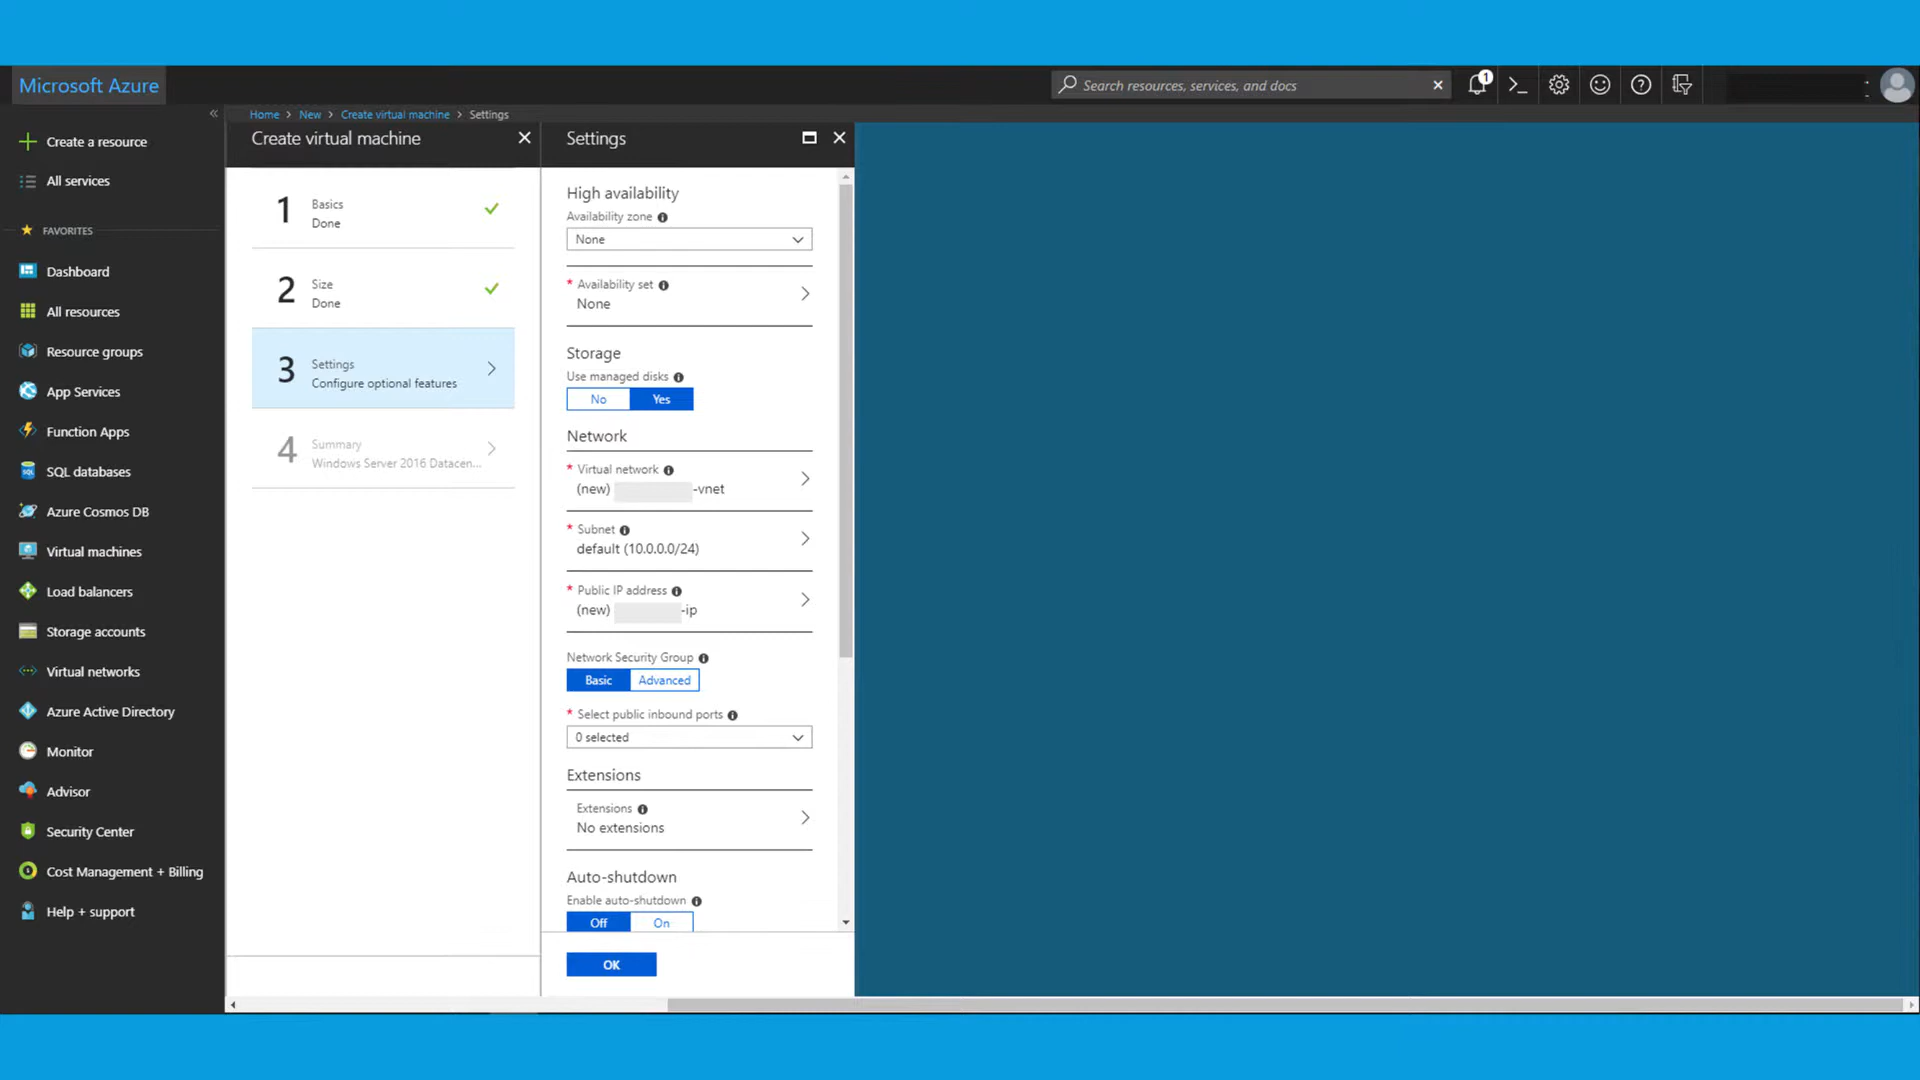 Microsoft Azure
Search resources, services, and docs
1
Home > New > Create virtual machine > Settings
Create a resource
All services
FAVORITES
Dashboard
All resources
Resource groups
App Services
Function Apps
SQL databases
Azure Cosmos DB
Virtual machines
Load balancers
Storage accounts
Virtual networks
Azure Active Directory
Monitor
Advisor
Security Center
Cost Management + Billing
Help + support
Create virtual machine
1
Basics
Done
2
Size
Done
3
Settings
Configure optional features
4
Summary
Windows Server 2016 Datacen...
Settings
High availability
Availability zone
None
* Availability set
None
Storage
Use managed disks
No Yes
Network
* Virtual network
(new) -vnet
* Subnet
default (10.0.0.0/24)
* Public IP address
(new) -ip
Network Security Group
Basic Advanced
* Select public inbound ports
0 selected
Extensions
Extensions
No extensions
Auto-shutdown
Enable auto-shutdown
Off On
OK